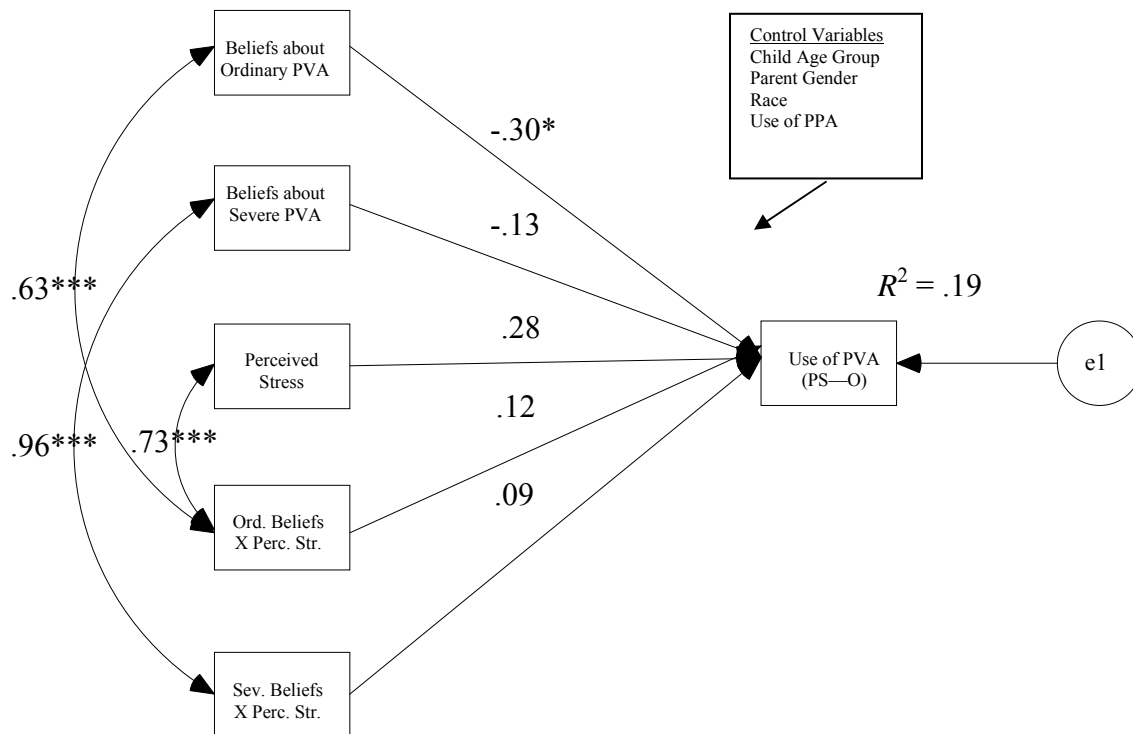 Beliefs about
Ordinary PVA
Control Variables
Child Age Group
Parent Gender
Race
Use of PPA
-.30*
Beliefs about
Severe PVA
-.13
.63***
R² = .19
.28
Perceived
Stress
Use of PVA
(PS—O)
e1
.12
.96***
.73***
.09
Ord. Beliefs
X Perc. Str.
Sev. Beliefs
X Perc. Str.